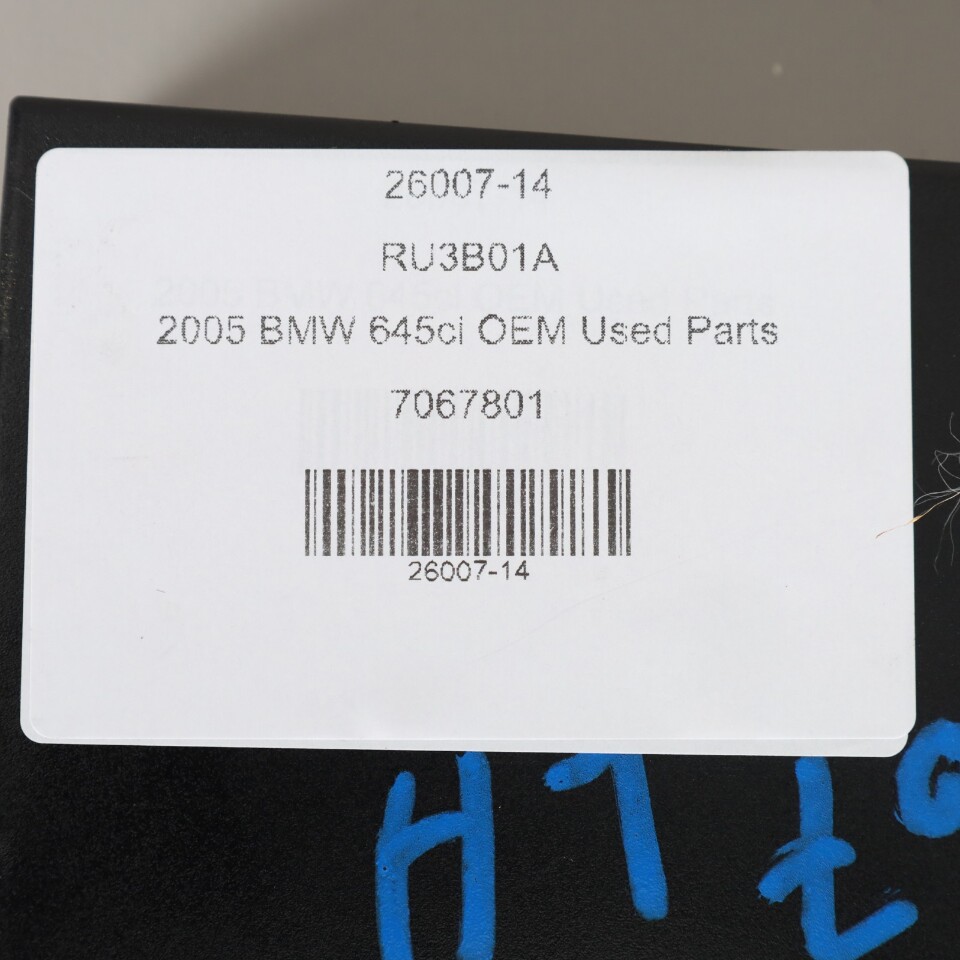 26007-14
RU3B01A
2005 BMW 645ci OEM Used Parts
7067801
26007-14